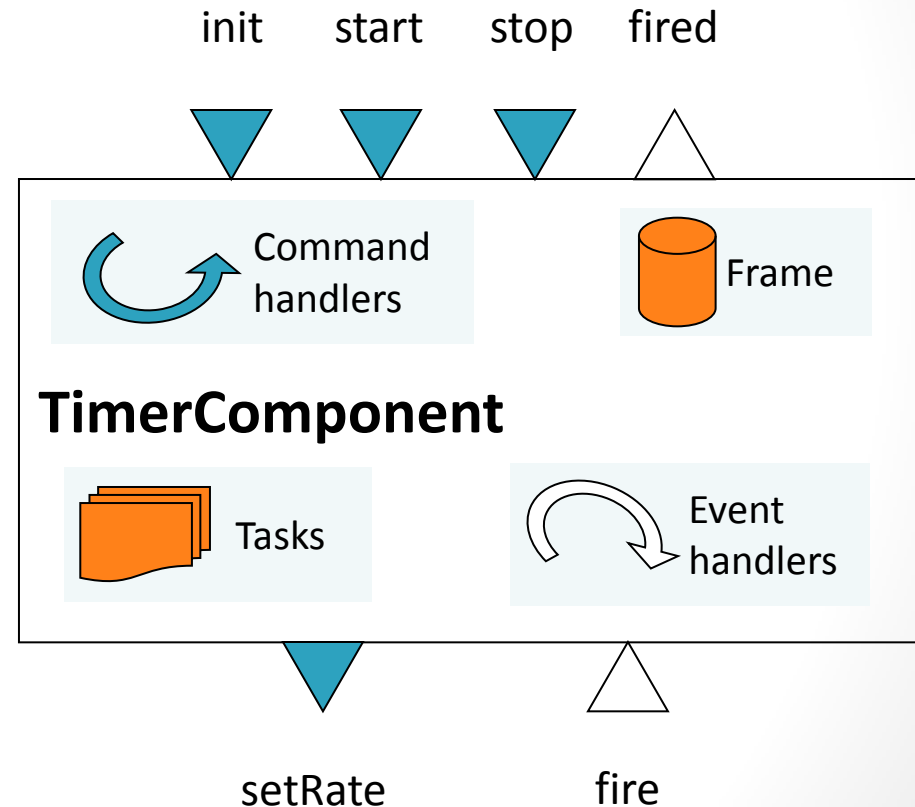 init start stop fired
Command
handlers
Frame
TimerComponent
Tasks
Event
handlers
setRate fire